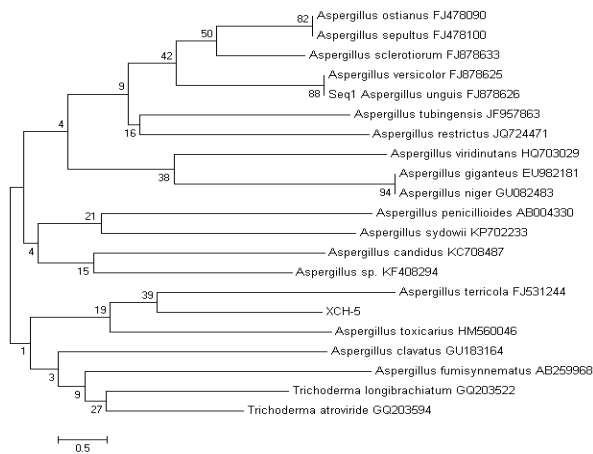 82
Aspergillus ostianus FJ478090
50
Aspergillus sepultus FJ478100
42
Aspergillus sclerotiorum FJ878633
9
Aspergillus versicolor FJ878625
88
Seq1 Aspergillus unguis FJ878626
4
16
Aspergillus tubingensis JF957863
Aspergillus restrictus JQ724471
Aspergillus viridinutans HQ703029
38
Aspergillus giganteus EU982181
94
Aspergillus niger GU082483
21
Aspergillus penicillioides AB004330
Aspergillus sydowii KP702233
4
Aspergillus candidus KC708487
15
Aspergillus sp. KF408294
39
Aspergillus terricola FJ531244
19
XCH-5
Aspergillus toxicarius HM560046
1
Aspergillus clavatus GU183164
3
Aspergillus fumisynnematus AB259968
9
Trichoderma longibrachiatum GQ203522
27
Trichoderma atroviride GQ203594
0.5